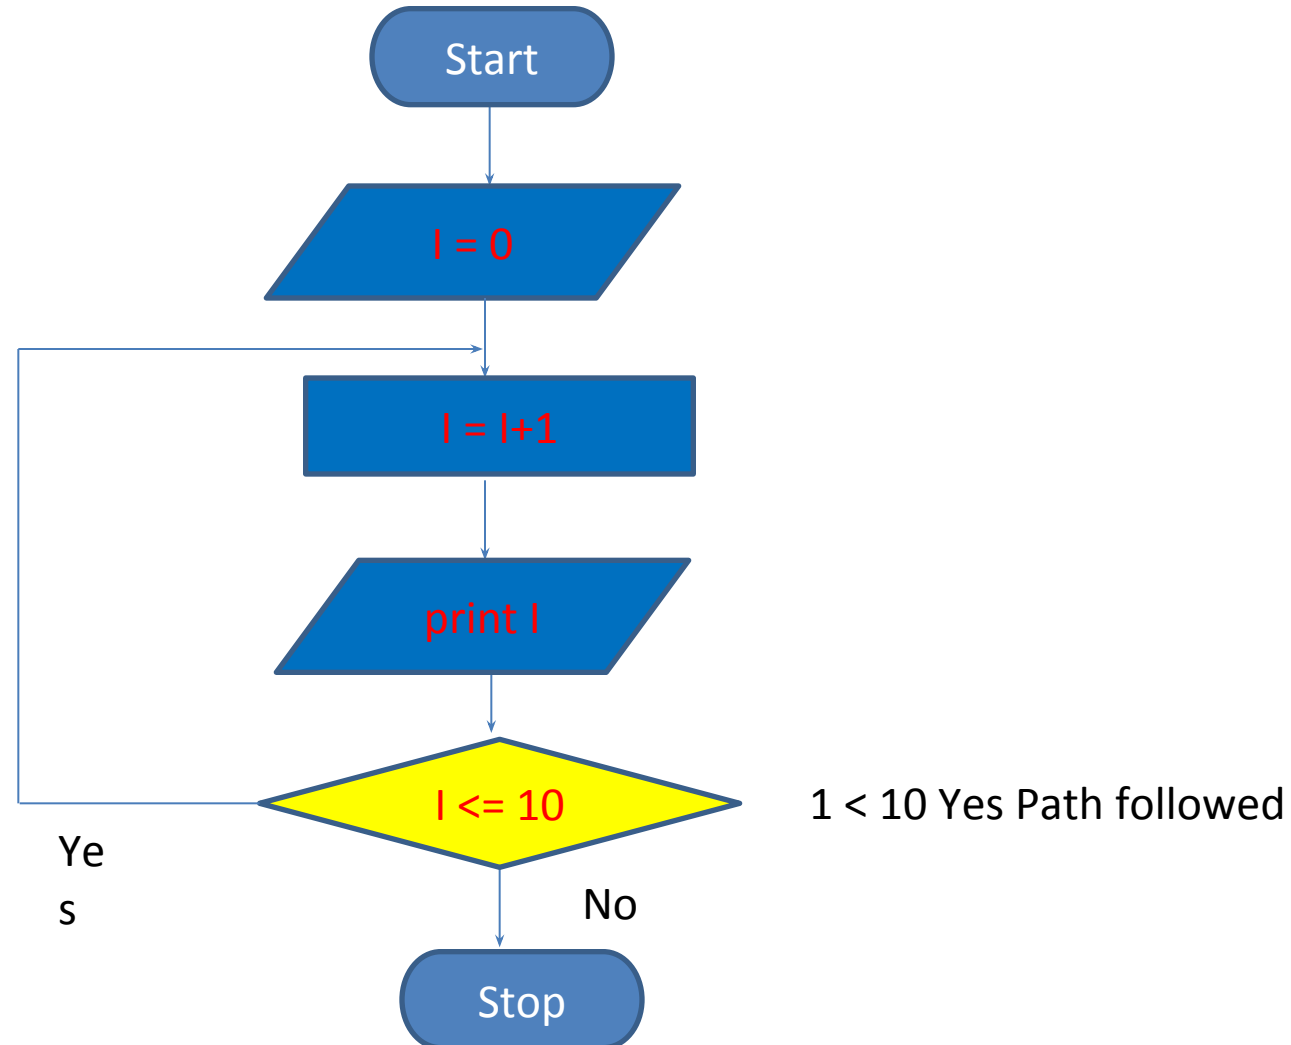 Start
I = 0
I = I+1
print I
I <= 10
1 < 10 Yes Path followed
Ye
s
No
Stop